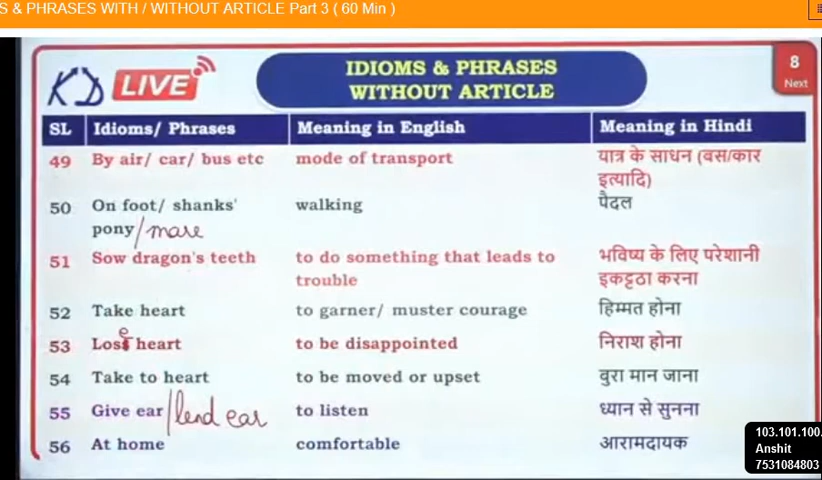 S & PHRASES WITH / WITHOUT ARTICLE Part 3 ( 60 Min )
KD LIVE
IDIOMS & PHRASES
WITHOUT ARTICLE
8
Next
SL Idioms/ Phrases Meaning in English Meaning in Hindi
49 By air/ car/ bus etc mode of transport यात्र के साधन (बस/कार
इत्यादि)
50 On foot/ shanks' walking पैदल
pony/mare
51 Sow dragon's teeth to do something that leads to भविष्य के लिए परेशानी
trouble इकट्टठा करना
52 Take heart to garner/ muster courage हिम्मत होना
53 Lose heart to be disappointed निराश होना
54 Take to heart to be moved or upset बुरा मान जाना
55 Give ear/lend ear to listen ध्यान से सुनना
56 At home comfortable आरामदायक
103.101.100.
Anshit
7531084803